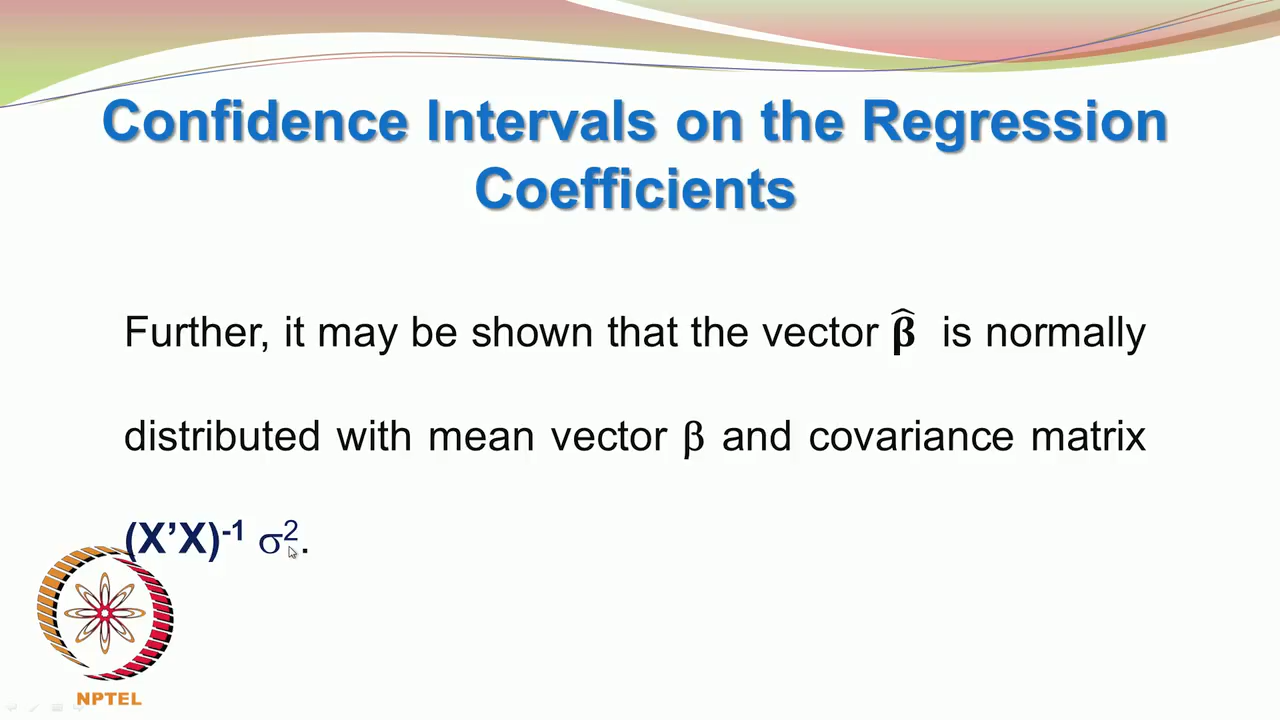 Confidence Intervals on the Regression
Coefficients
Further, it may be shown that the vector β̂ is normally
distributed with mean vector β and covariance matrix
(X’X)⁻¹ σ².
NPTEL